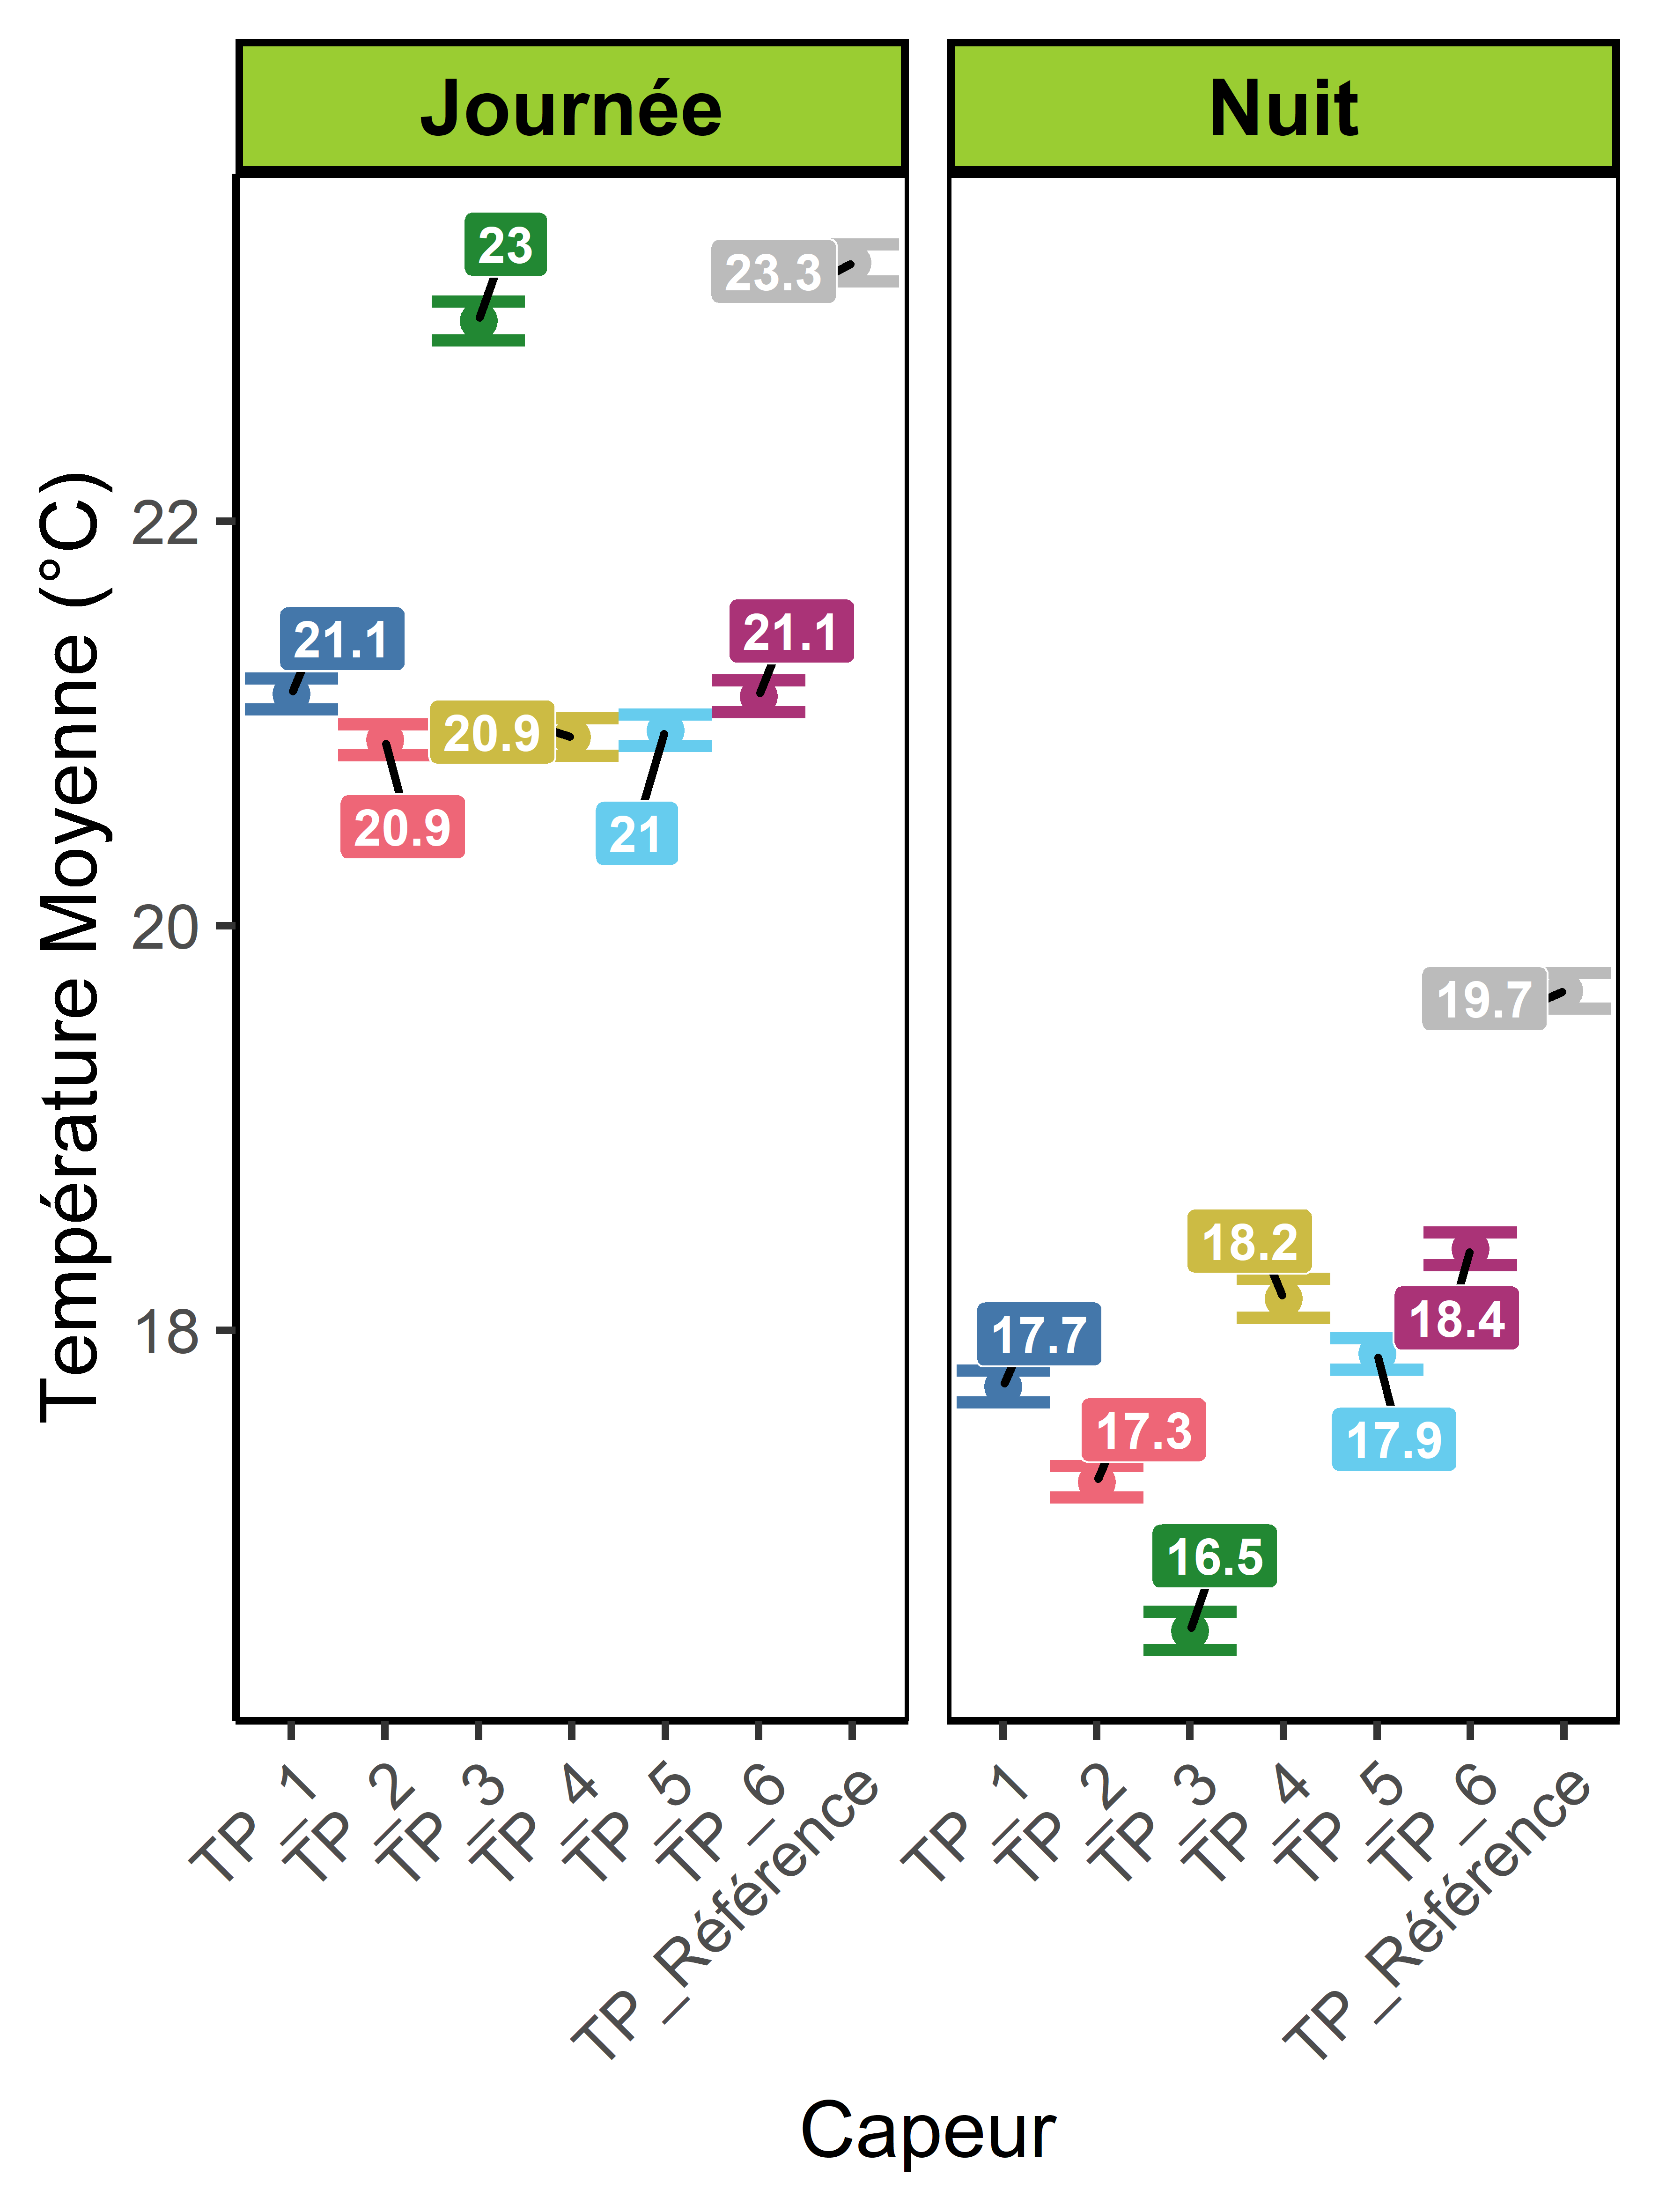 Journée
Nuit
Température Moyenne (°C)
22
20
18
23
23.3
21.1
21.1
20.9
20.9
21
19.7
18.2
18.4
17.7
17.9
17.3
16.5
TP_1
TP_2
TP_3
TP_4
TP_5
TP_6
TP_Référence
TP_1
TP_2
TP_3
TP_4
TP_5
TP_6
TP_Référence
Capeur